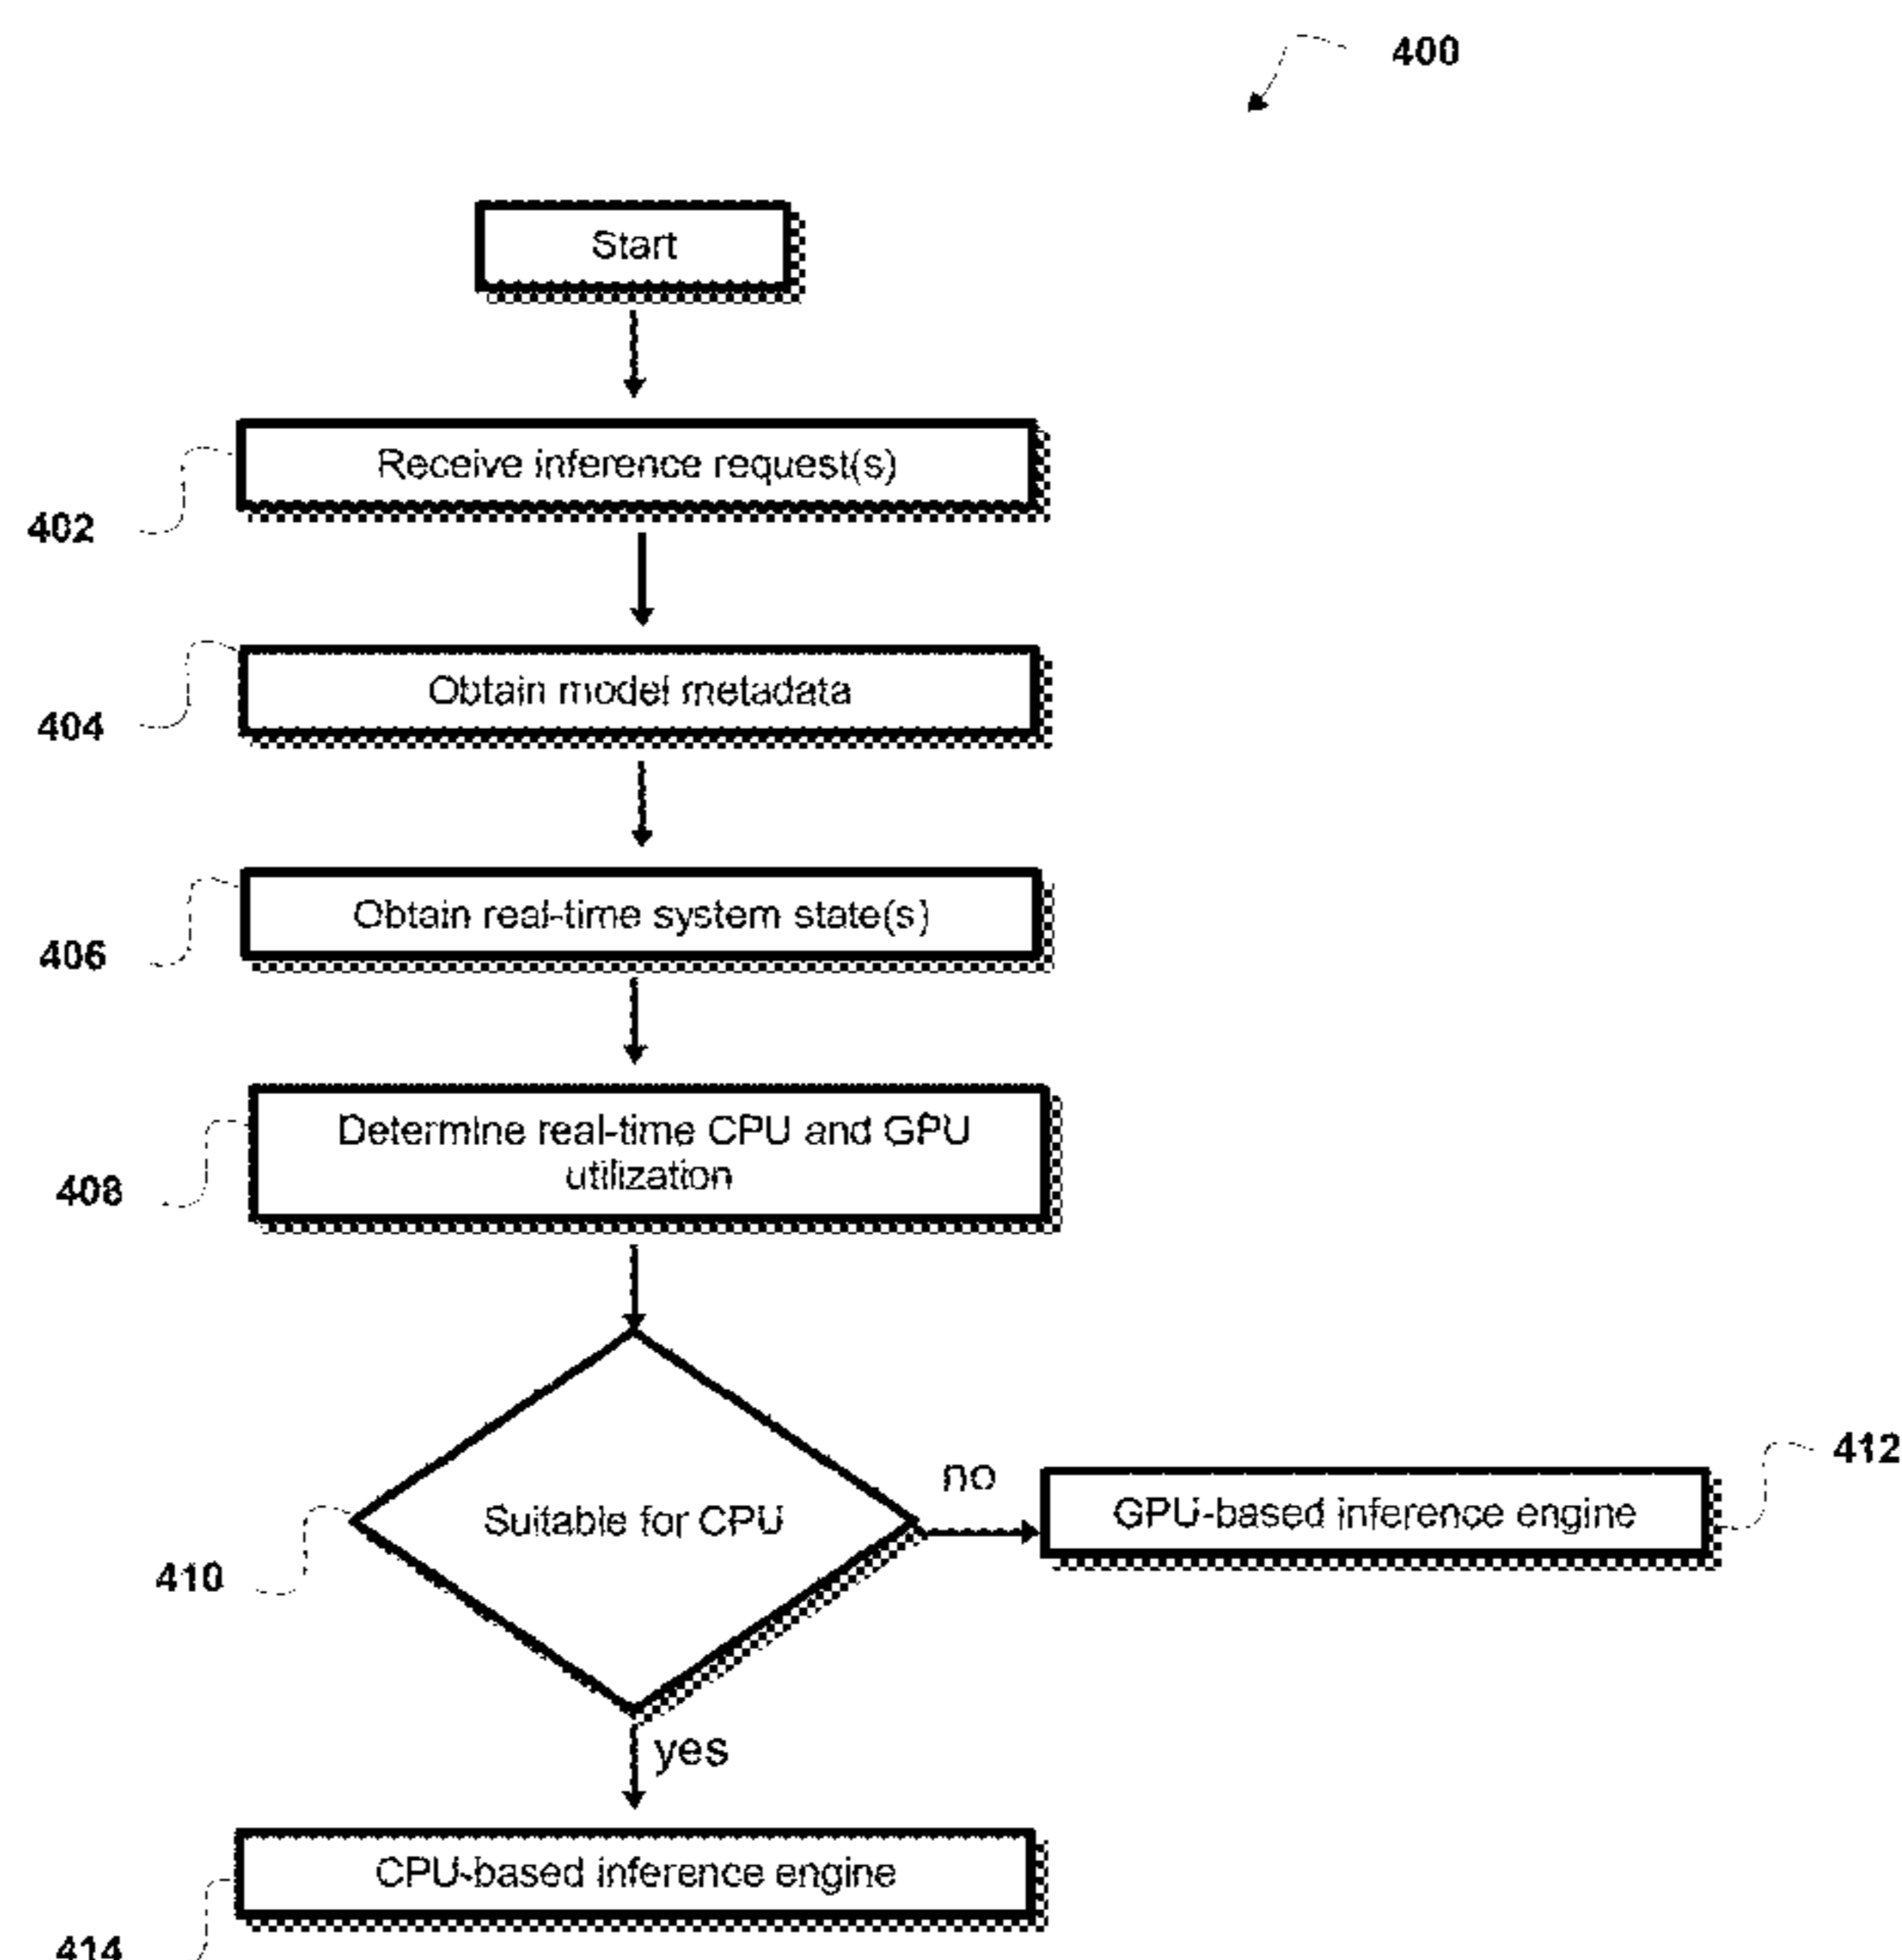 400
Start
Receive inference request(s)
402
Obtain model metadata
404
Obtain real-time system state(s)
406
Determine real-time CPU and GPU
utilization
408
Suitable for CPU
410
no
GPU-based inference engine
412
yes
CPU-based inference engine
414